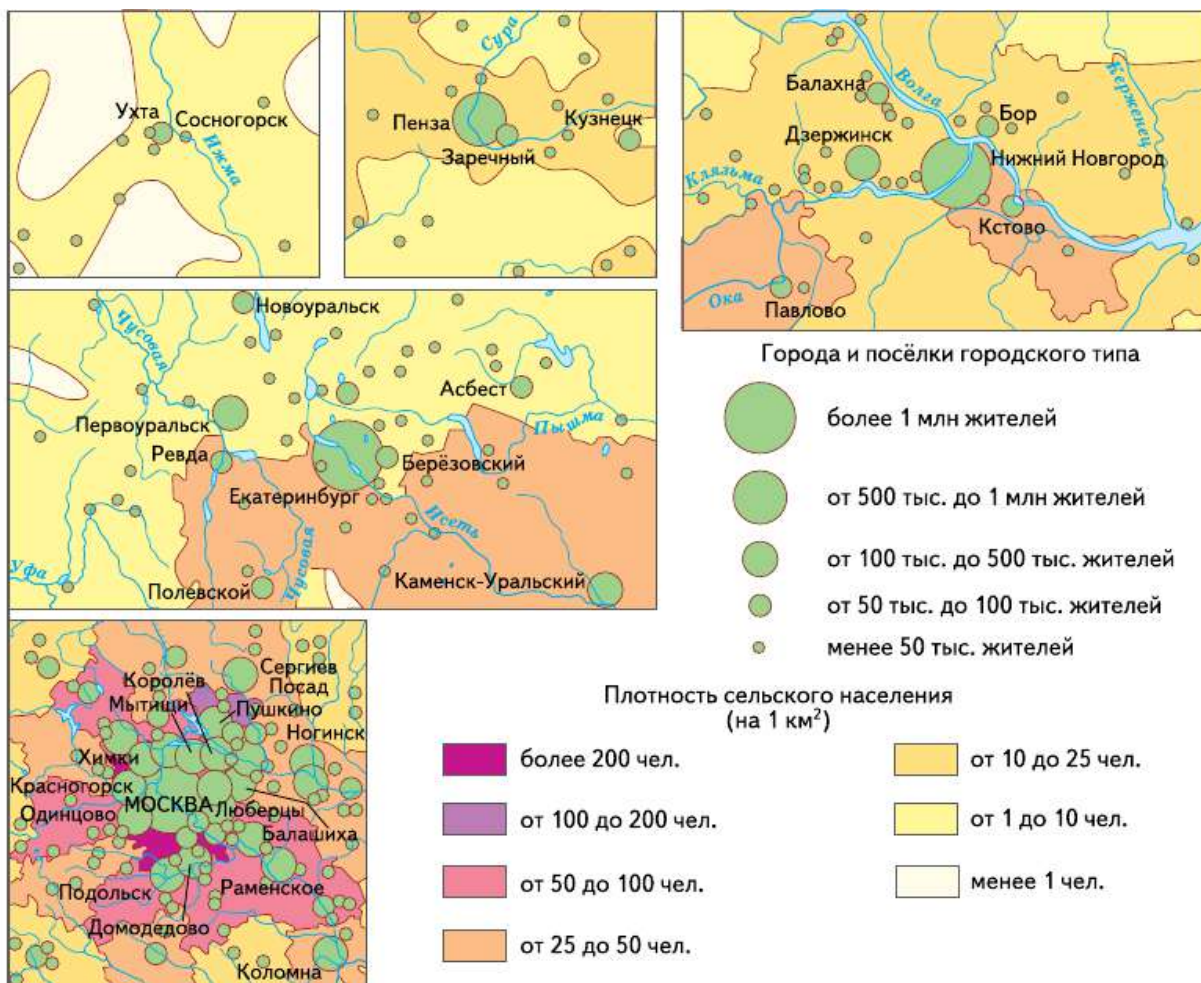 Ухта
Сосногорск
Ижма
Сура
Пенза
Заречный
Кузнецк
Балахна
Волга
Керженец
Бор
Дзержинск
Нижний Новгород
Клязьма
Кстово
Ока
Павлово
Новоуральск
Чусовая
Асбест
Первоуральск
Пышма
Ревда
Берёзовский
Екатеринбург
Исеть
Чусовая
Уфа
Полевской
Каменск-Уральский
Города и посёлки городского типа
более 1 млн жителей
от 500 тыс. до 1 млн жителей
от 100 тыс. до 500 тыс. жителей
от 50 тыс. до 100 тыс. жителей
менее 50 тыс. жителей
Сергиев
Посад
Королёв
Мытищи
Пушкино
Ногинск
Химки
Красногорск
МОСКВА
Люберцы
Одинцово
Балашиха
Подольск
Раменское
Домодедово
Коломна
Плотность сельского населения
(на 1 км²)
более 200 чел.
от 100 до 200 чел.
от 50 до 100 чел.
от 25 до 50 чел.
от 10 до 25 чел.
от 1 до 10 чел.
менее 1 чел.